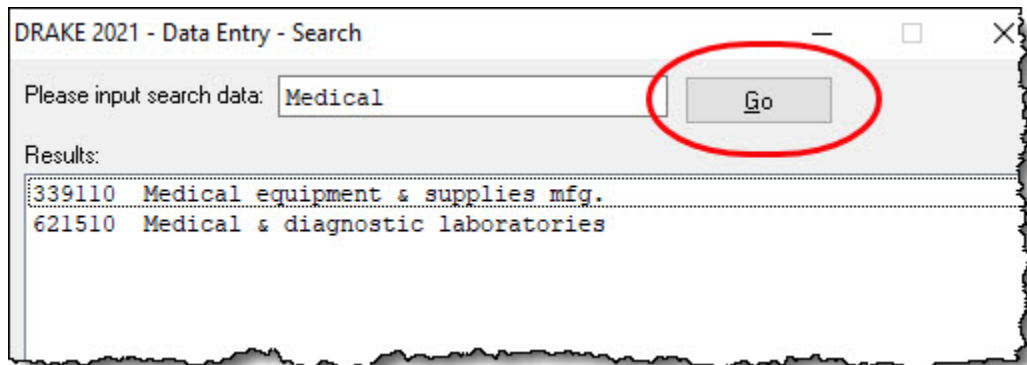 DRAKE 2021 - Data Entry - Search
Please input search data: Medical Go
Results:
339110 Medical equipment & supplies mfg.
621510 Medical & diagnostic laboratories